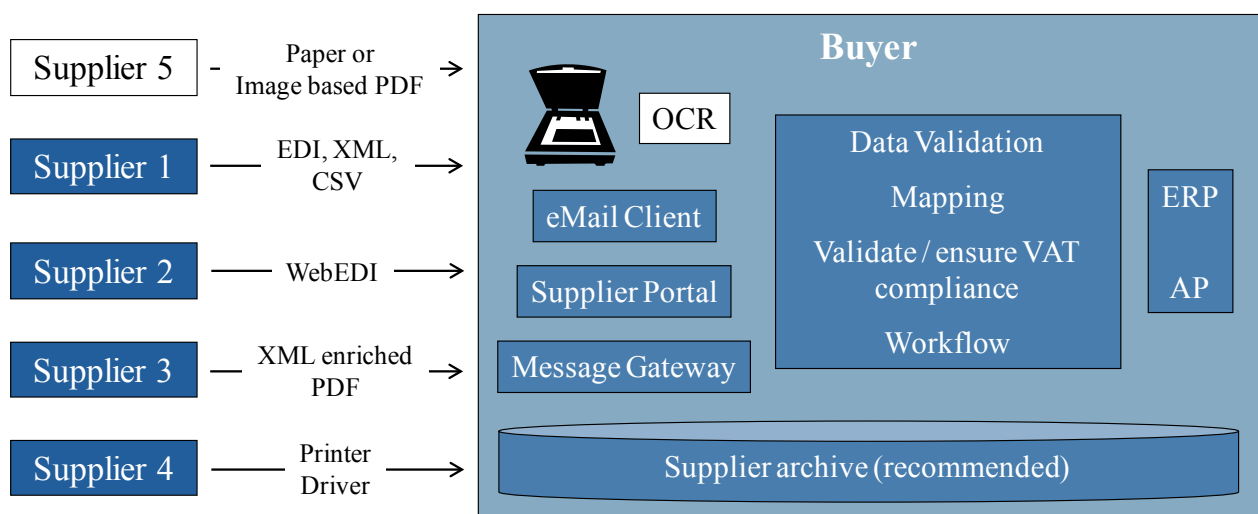 Buyer
Supplier 5
Paper or
Image based PDF
OCR
Supplier 1
EDI, XML,
CSV
Supplier 2
WebEDI
Supplier 3
XML enriched
PDF
Supplier 4
Printer
Driver
eMail Client
Supplier Portal
Message Gateway
Data Validation
Mapping
Validate / ensure VAT
compliance
Workflow
ERP
AP
Supplier archive (recommended)